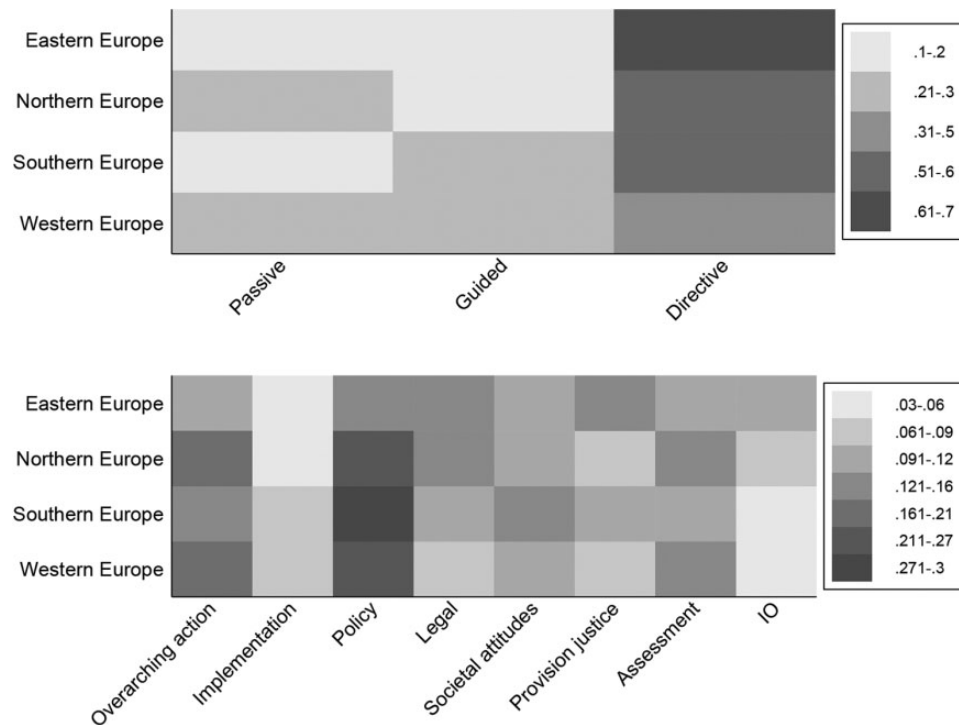 Eastern Europe
Northern Europe
Southern Europe
Western Europe
Passive
Guided
Directive
.1-.2
.21-.3
.31-.5
.51-.6
.61-.7
Eastern Europe
Northern Europe
Southern Europe
Western Europe
Overarching action
Implementation
Policy
Legal
Societal attitudes
Provision justice
Assessment
IO
.03-.06
.061-.09
.091-.12
.121-.16
.161-.21
.211-.27
.271-.3